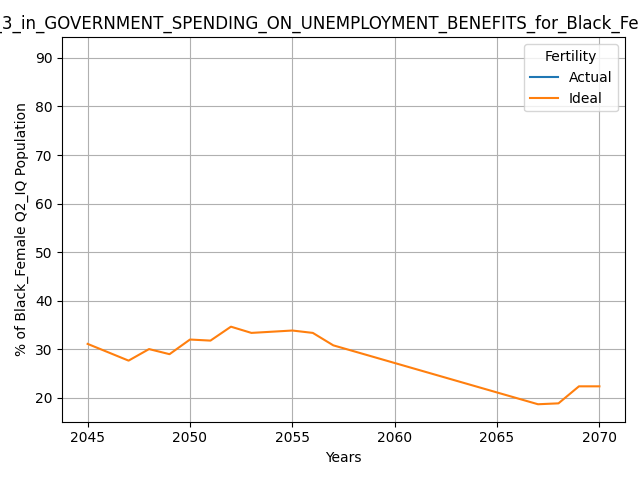 _3_in_GOVERNMENT_SPENDING_ON_UNEMPLOYMENT_BENEFITS_for_Black_Fe
Fertility
Actual
Ideal
% of Black_Female Q2_IQ Population
90
80
70
60
50
40
30
20
2045
2050
2055
2060
2065
2070
Years